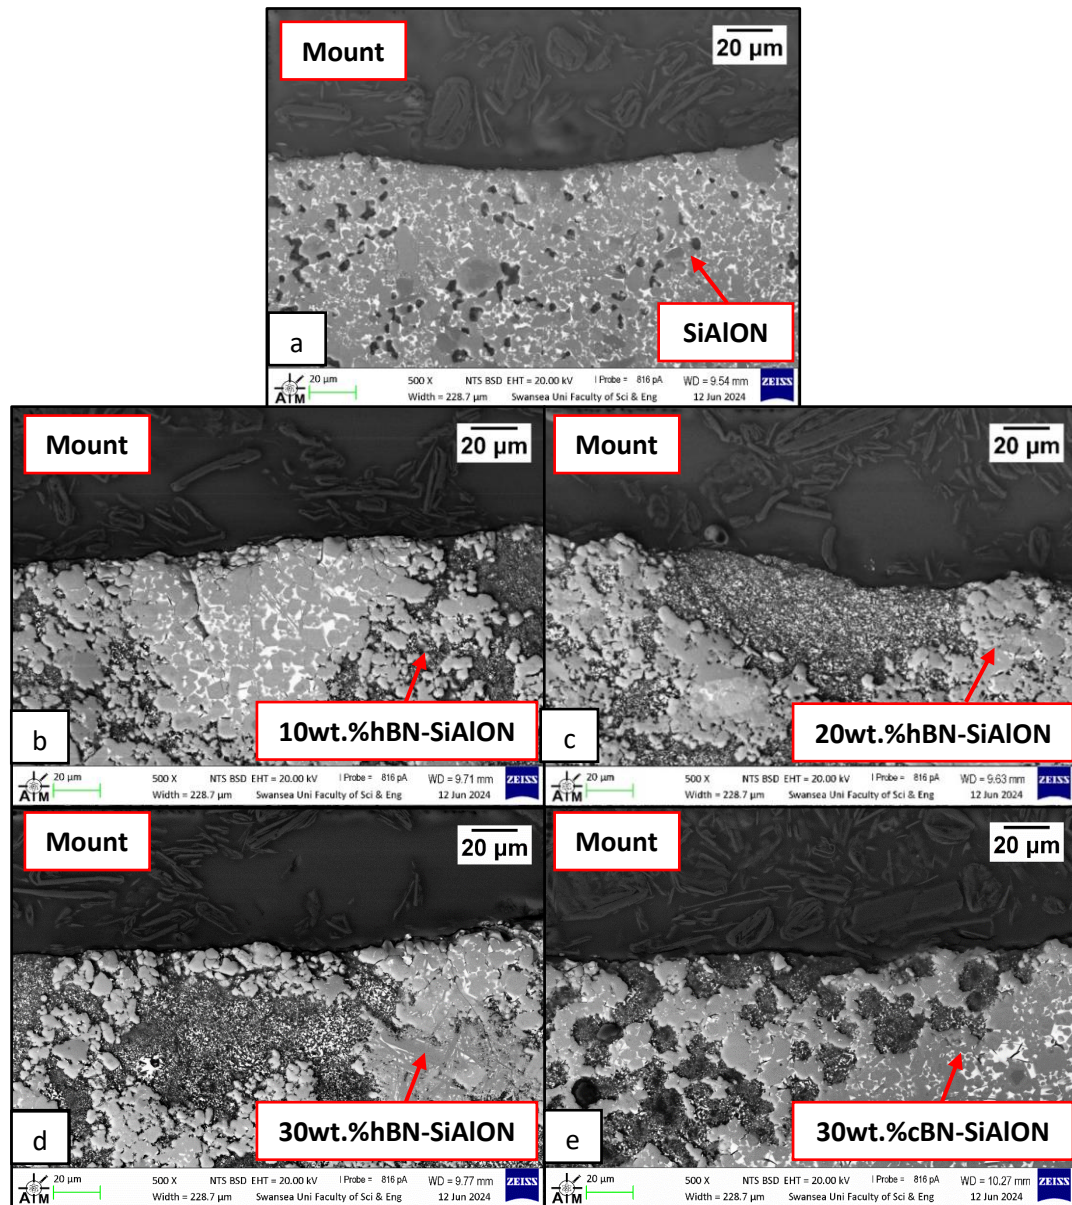 Mount
20 µm
SiAlON
a
20 µm
500 X NTS BSD EHT = 20.00 kV I Probe = 816 pA WD = 9.54 mm ZEISS
AIM Width = 228.7 µm Swansea Uni Faculty of Sci & Eng 12 Jun 2024
Mount
20 µm
10wt.%hBN-SiAlON
b
20 µm
500 X NTS BSD EHT = 20.00 kV I Probe = 816 pA WD = 9.71 mm ZEISS
AIM Width = 228.7 µm Swansea Uni Faculty of Sci & Eng 12 Jun 2024
Mount
20 µm
20wt.%hBN-SiAlON
c
20 µm
500 X NTS BSD EHT = 20.00 kV I Probe = 816 pA WD = 9.63 mm ZEISS
AIM Width = 228.7 µm Swansea Uni Faculty of Sci & Eng 12 Jun 2024
Mount
20 µm
30wt.%hBN-SiAlON
d
20 µm
500 X NTS BSD EHT = 20.00 kV I Probe = 816 pA WD = 9.77 mm ZEISS
AIM Width = 228.7 µm Swansea Uni Faculty of Sci & Eng 12 Jun 2024
Mount
20 µm
30wt.%cBN-SiAlON
e
20 µm
500 X NTS BSD EHT = 20.00 kV I Probe = 816 pA WD = 10.27 mm ZEISS
AIM Width = 228.7 µm Swansea Uni Faculty of Sci & Eng 12 Jun 2024